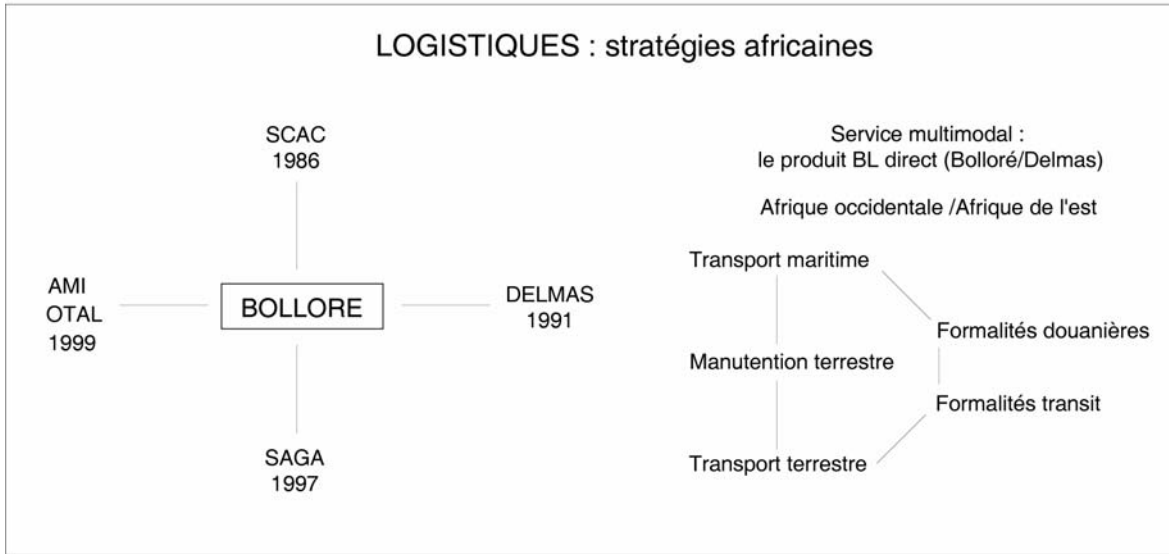 LOGISTIQUES : stratégies africaines
SCAC
1986
AMI
OTAL
1999
BOLLORE
DELMAS
1991
SAGA
1997
Service multimodal :
le produit BL direct (Bolloré/Delmas)
Afrique occidentale /Afrique de l'est
Transport maritime
Formalités douanières
Manutention terrestre
Formalités transit
Transport terrestre